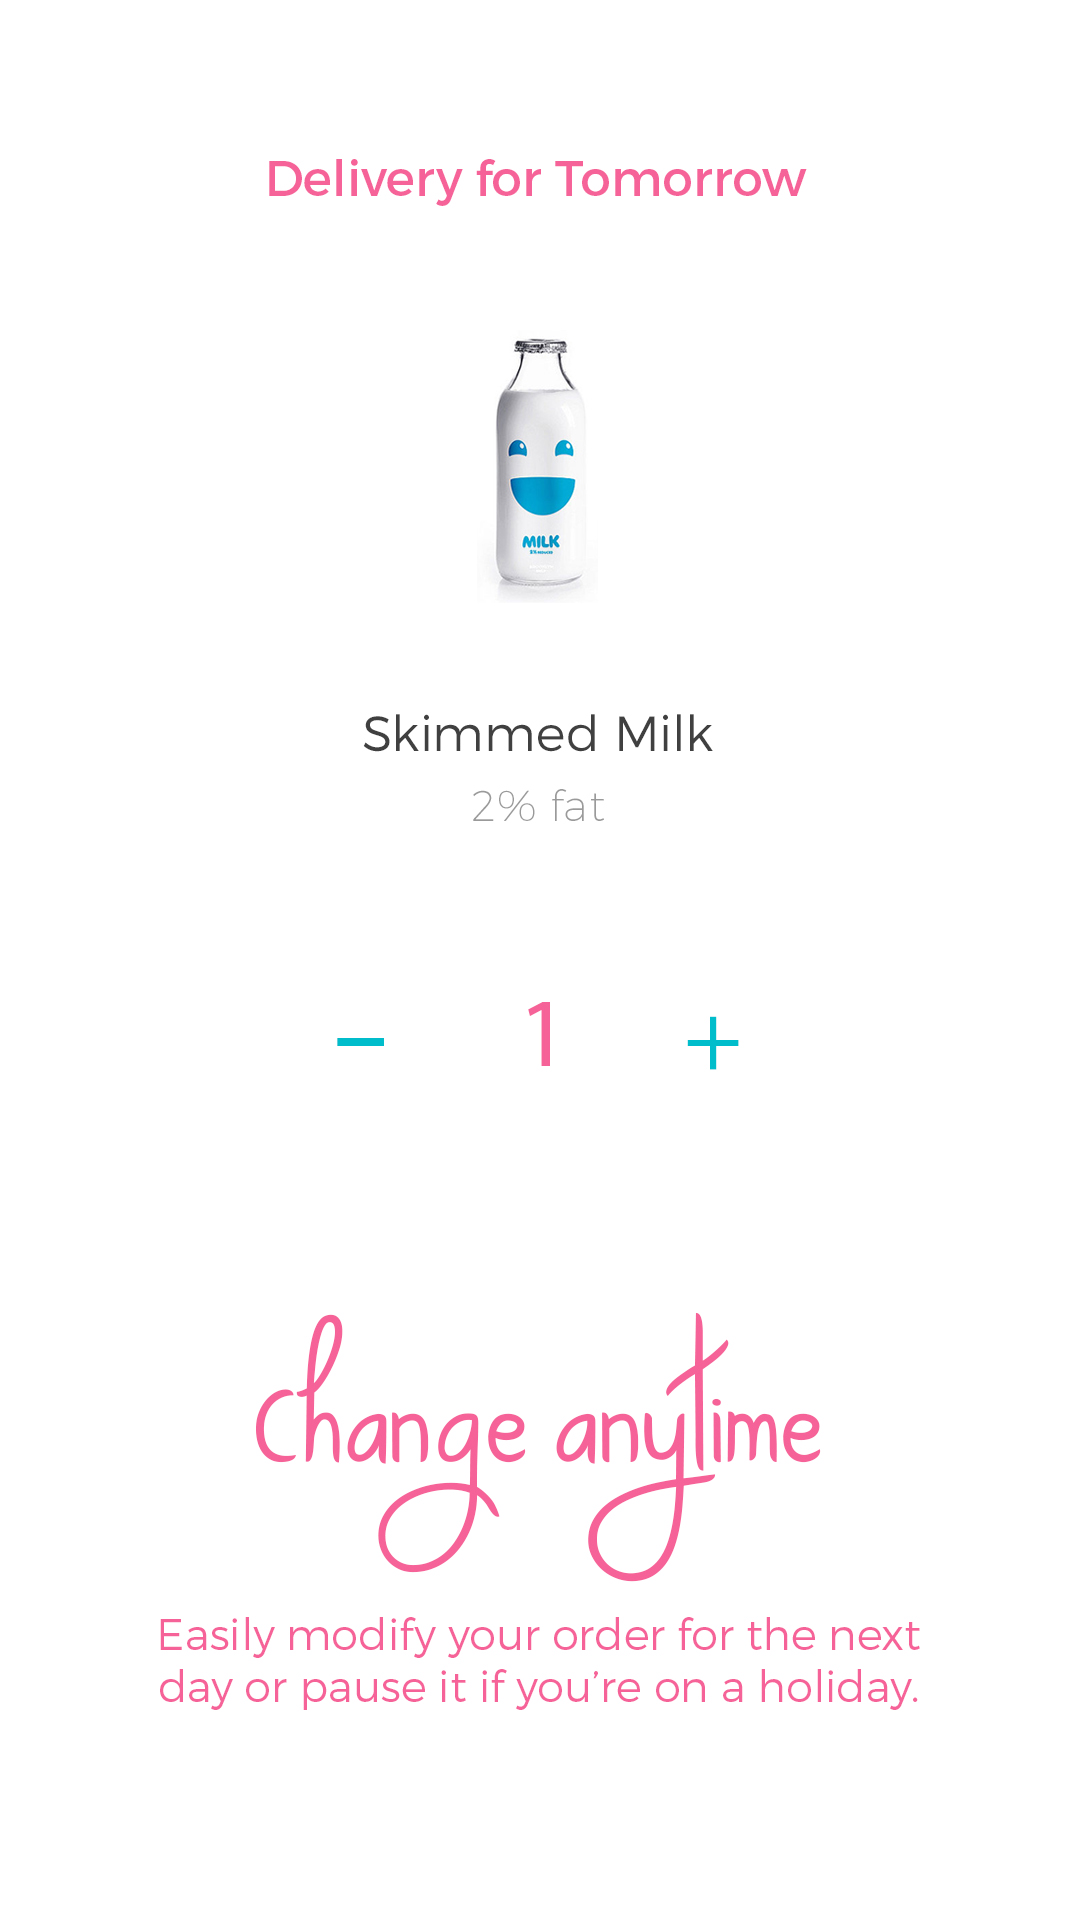 Delivery for Tomorrow
MILK
Skimmed Milk
2% fat
− 1 +
Change anytime
Easily modify your order for the next
day or pause it if you’re on a holiday.